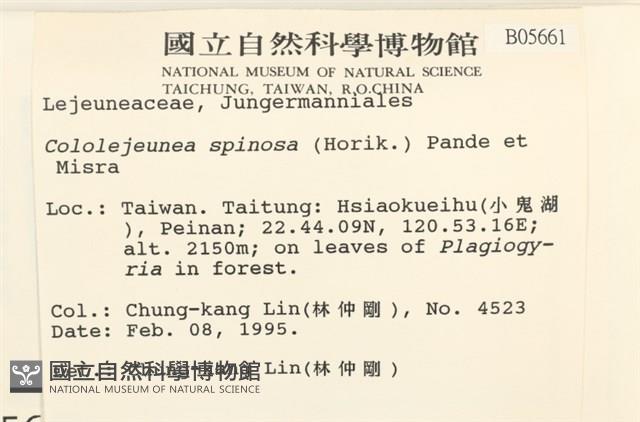 國立自然科學博物館
B05661
NATIONAL MUSEUM OF NATURAL SCIENCE
TAICHUNG, TAIWAN, R.O.CHINA
Lejeuneaceae, Jungermanniales
Cololejeunea spinosa (Horik.) Pande et
Misra
Loc.: Taiwan. Taitung: Hsiaokueihu(小鬼湖
), Peinan; 22.44.09N, 120.53.16E;
alt. 2150m; on leaves of Plagiogy-
ria in forest.
Col.: Chung-kang Lin(林仲剛), No. 4523
Date: Feb. 08, 1995.
Lin(林仲剛)
國立自然科學博物館
NATIONAL MUSEUM OF NATURAL SCIENCE